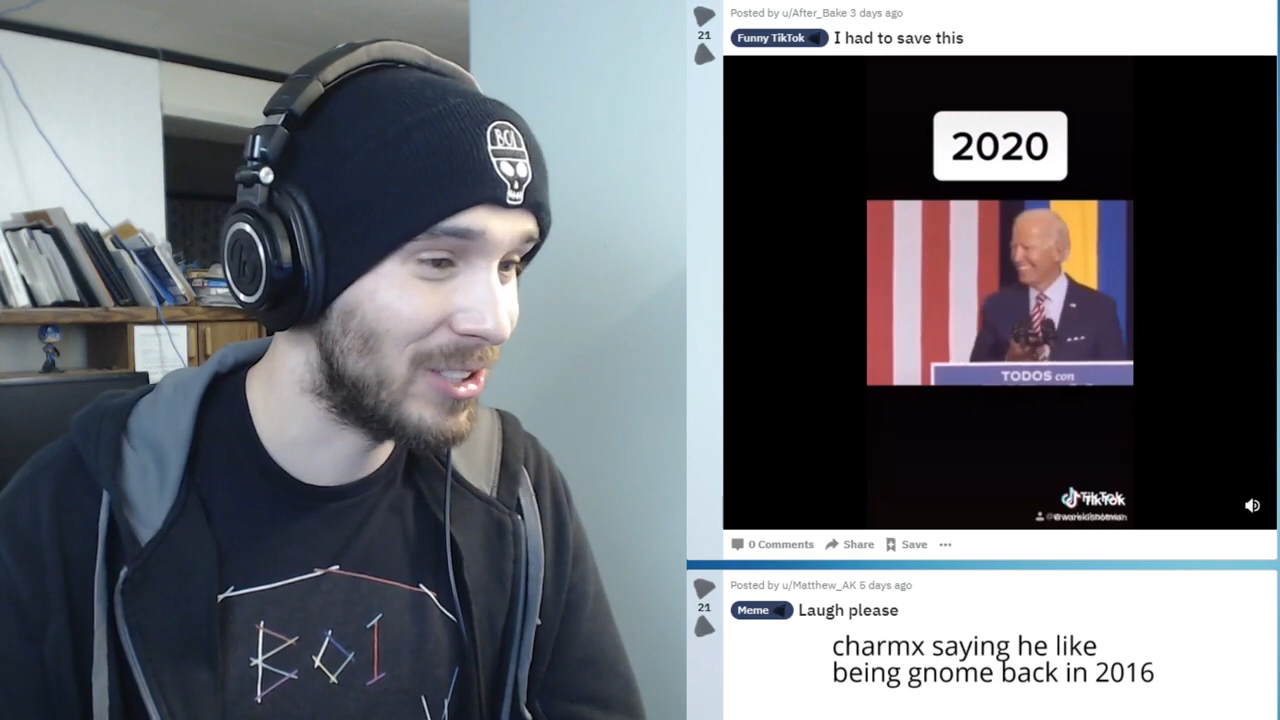 BOI
BOI
Posted by u/After_Bake 3 days ago
21
Funny TikTok I had to save this
2020
TODOS con
TikTok
0 Comments Share Save
Posted by u/Matthew_AK 5 days ago
21
Meme Laugh please
charmx saying he like
being gnome back in 2016